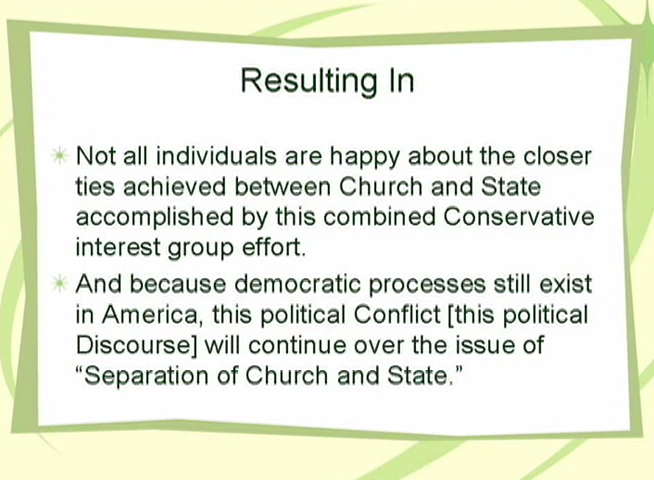 Resulting In
Not all individuals are happy about the closer
ties achieved between Church and State
accomplished by this combined Conservative
interest group effort.
And because democratic processes still exist
in America, this political Conflict [this political
Discourse] will continue over the issue of
“Separation of Church and State.”